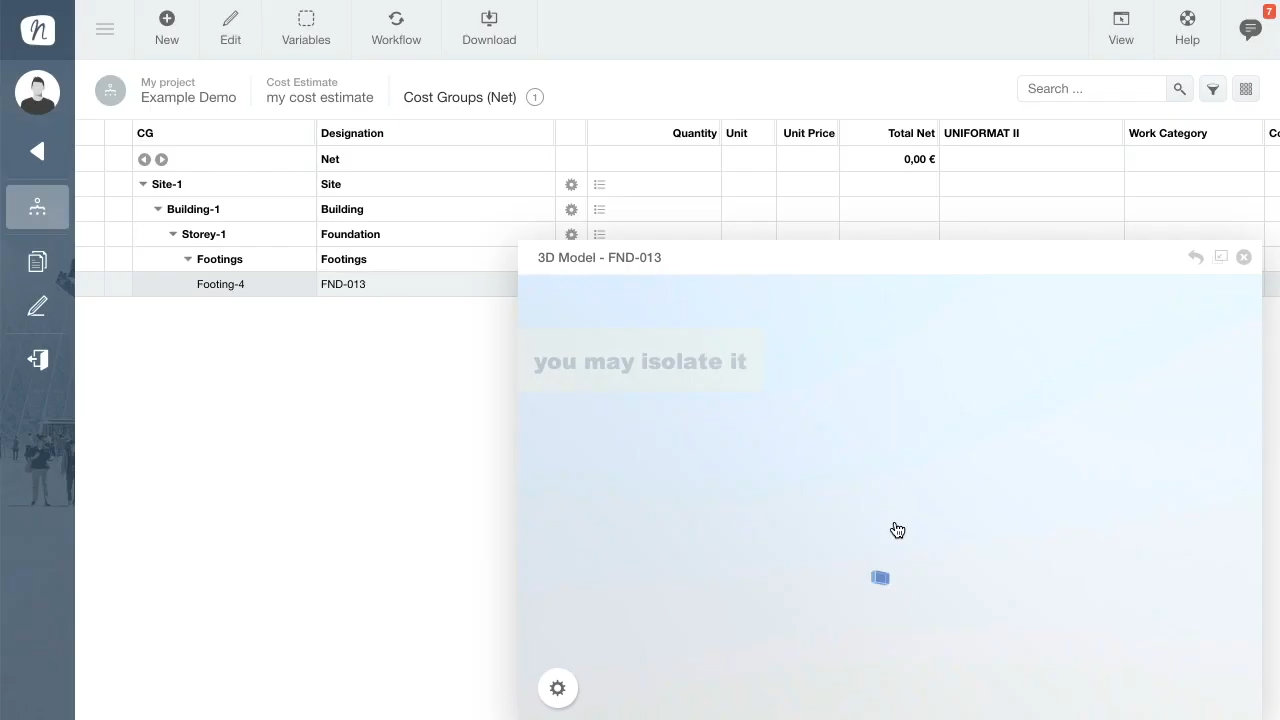 n
New
Edit
Variables
Workflow
Download
View
Help
7
My project
Example Demo
Cost Estimate
my cost estimate
Cost Groups (Net) 1
Search ...
CG Designation Quantity Unit Unit Price Total Net UNIFORMAT II Work Category Co
Net 0,00 €
Site-1 Site
Building-1 Building
Storey-1 Foundation
Footings Footings
Footing-4 FND-013
3D Model - FND-013
you may isolate it